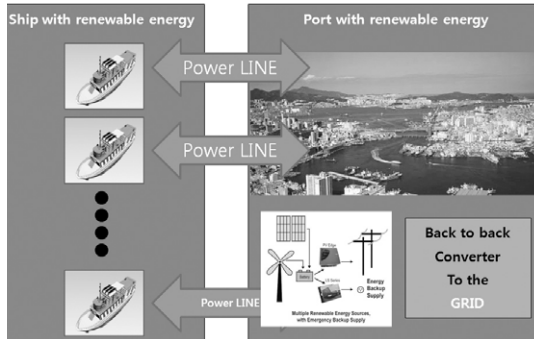 Ship with renewable energy
Port with renewable energy
Power LINE
Power LINE
Power LINE
Battery
Energy
Backup
Supply
Multiple Renewable Energy Sources,
with Emergency Backup Supply
Back to back
Converter
To the
GRID